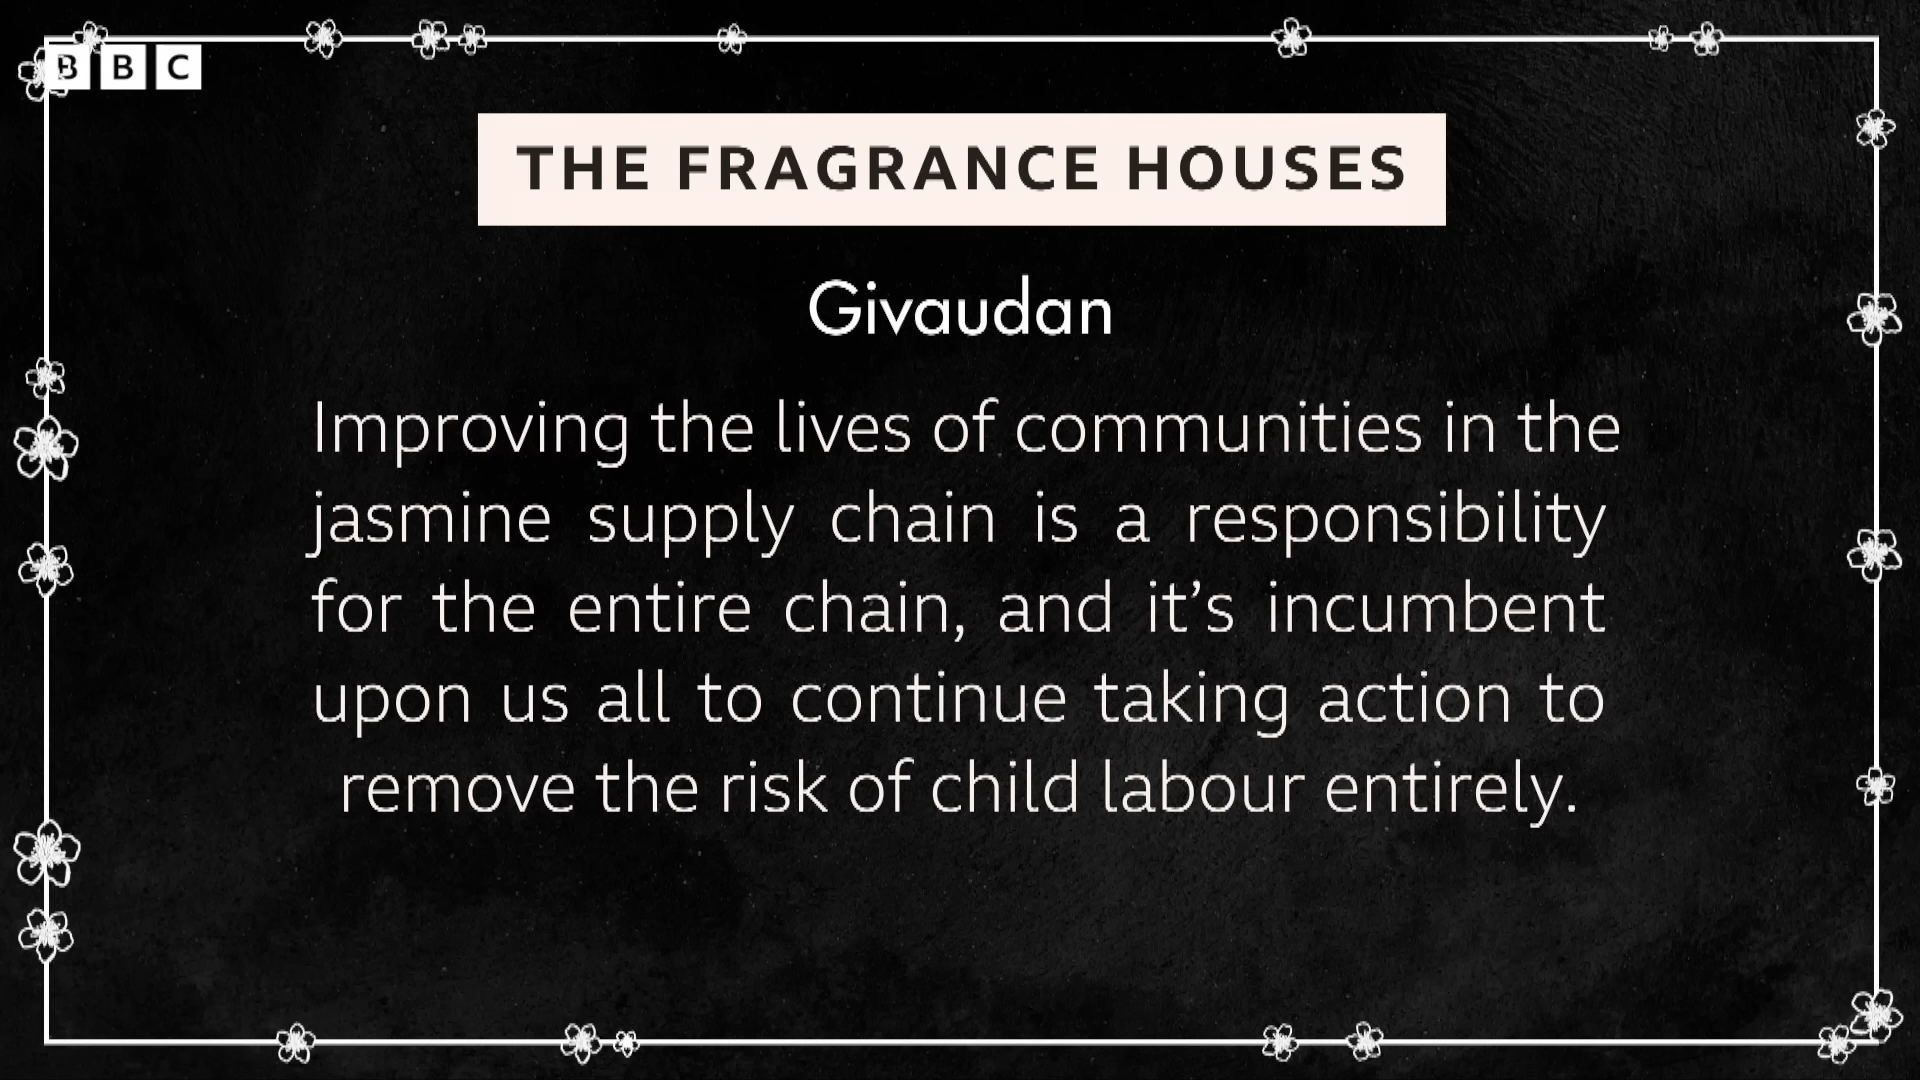 BBC
THE FRAGRANCE HOUSES
Givaudan
Improving the lives of communities in the
jasmine supply chain is a responsibility
for the entire chain, and it’s incumbent
upon us all to continue taking action to
remove the risk of child labour entirely.